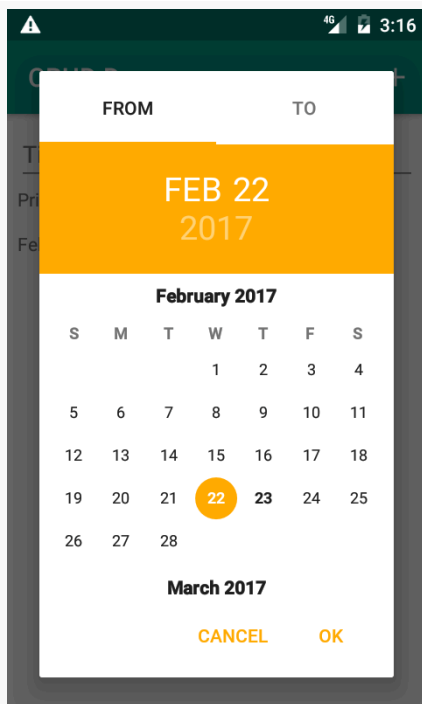 4G 3:16
FROM TO
FEB 22
2017
February 2017
S M T W T F S
1 2 3 4
5 6 7 8 9 10 11
12 13 14 15 16 17 18
19 20 21 22 23 24 25
26 27 28
March 2017
CANCEL OK